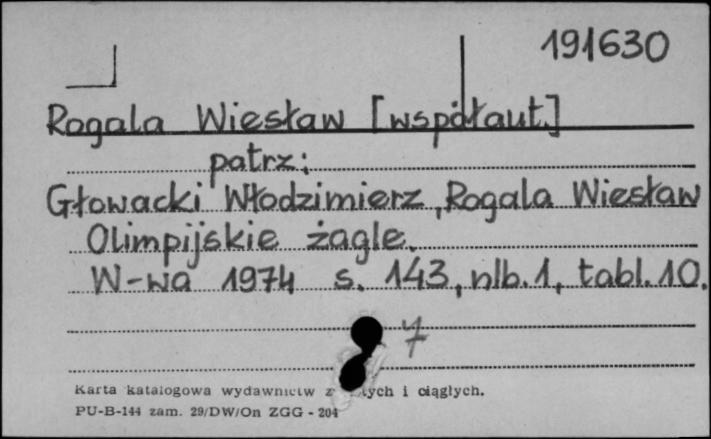 191630
Rogala Wiesław [współaut.]
patrz:
Głowacki Włodzimierz, Rogala Wiesław
Olimpijskie żagle.
W-wa 1974 s. 143, nlb. 1, tabl. 10.
7
Karta katalogowa wydawnictw i ciągłych.
PU-B-144 zam. 29/DW/On ZGG - 204